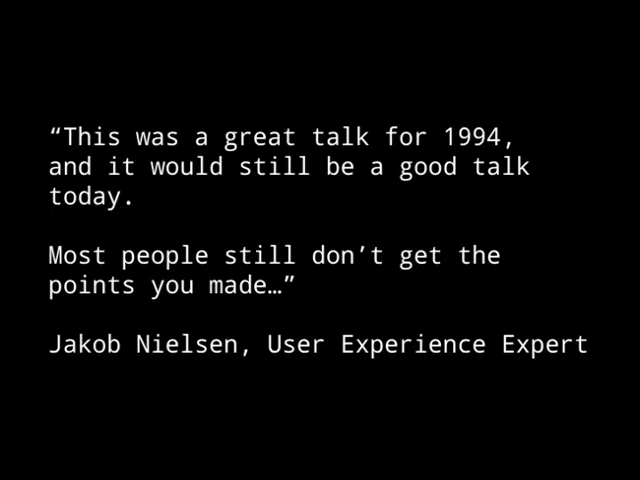 “This was a great talk for 1994,
and it would still be a good talk
today.
Most people still don’t get the
points you made…”
Jakob Nielsen, User Experience Expert